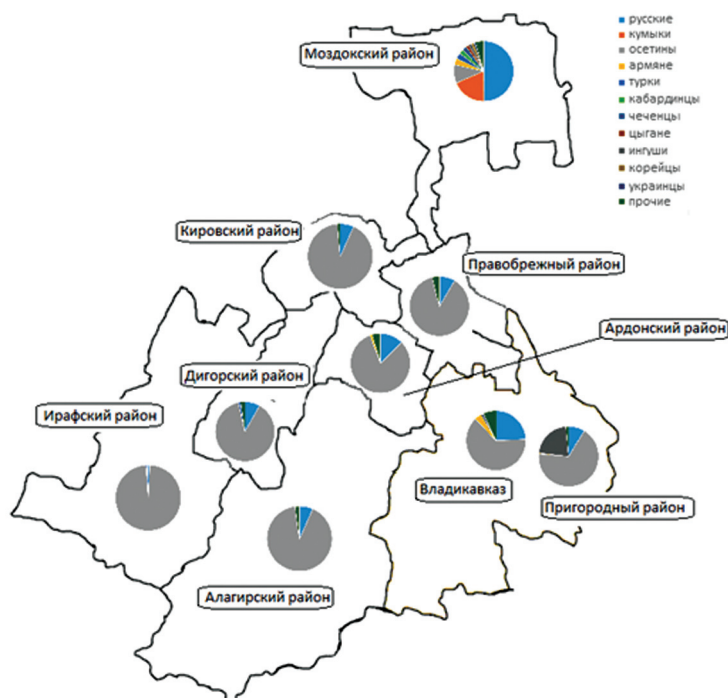 русские
кумыки
осетины
армяне
турки
кабардинцы
чеченцы
цыгане
ингуши
корейцы
украинцы
прочие
Моздокский район
Кировский район
Правобрежный район
Ардонский район
Дигорский район
Ирафский район
Владикавказ
Пригородный район
Алагирский район